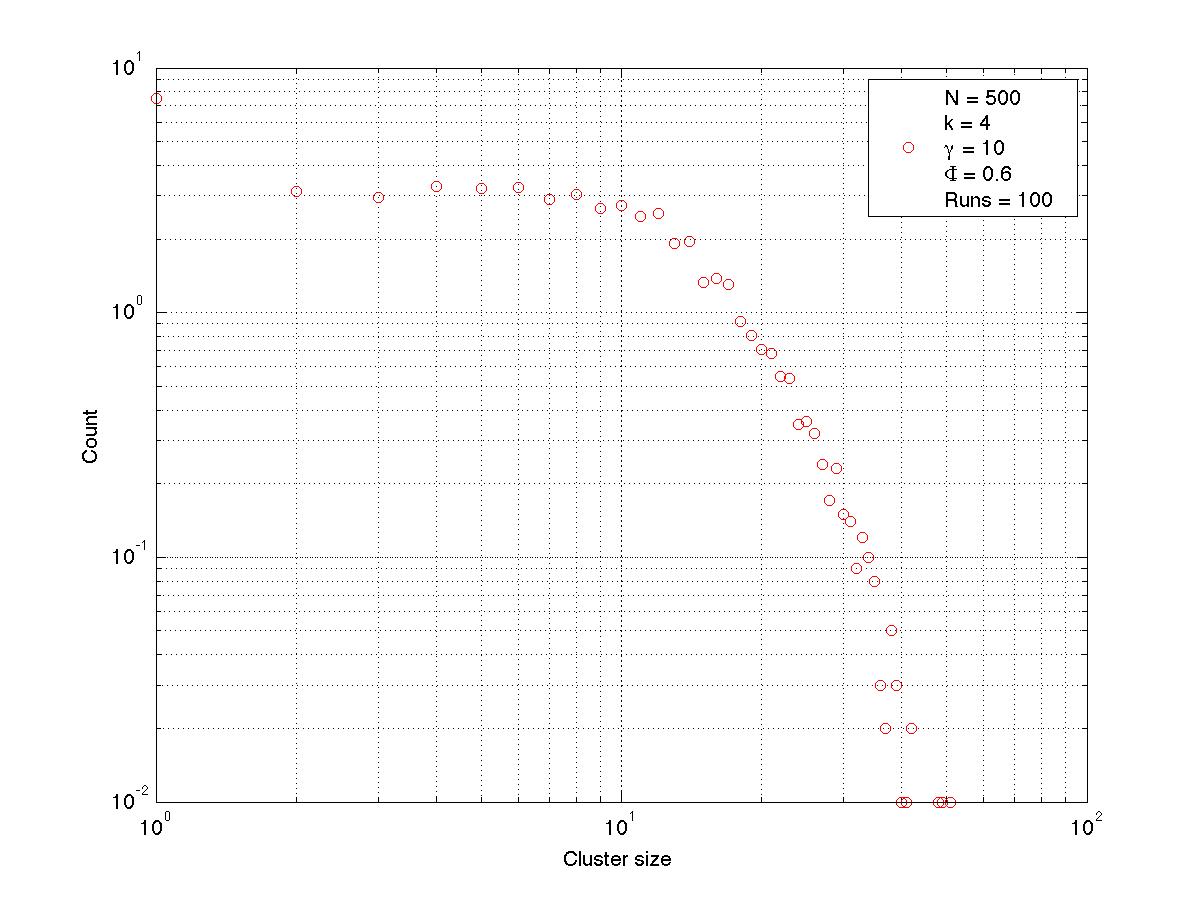 10^1
10^0
10^-1
10^-2
Count
N = 500
k = 4
γ = 10
Φ = 0.6
Runs = 100
10^0 10^1 10^2
Cluster size